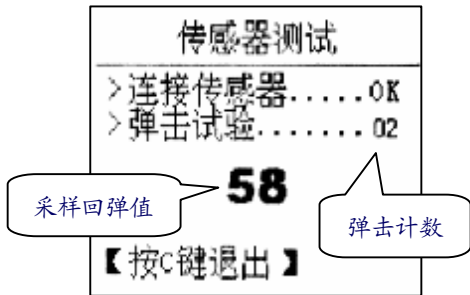 传感器测试
>连接传感器.....OK
>弹击试验.......02
58
采样回弹值
弹击计数
【按C键退出】